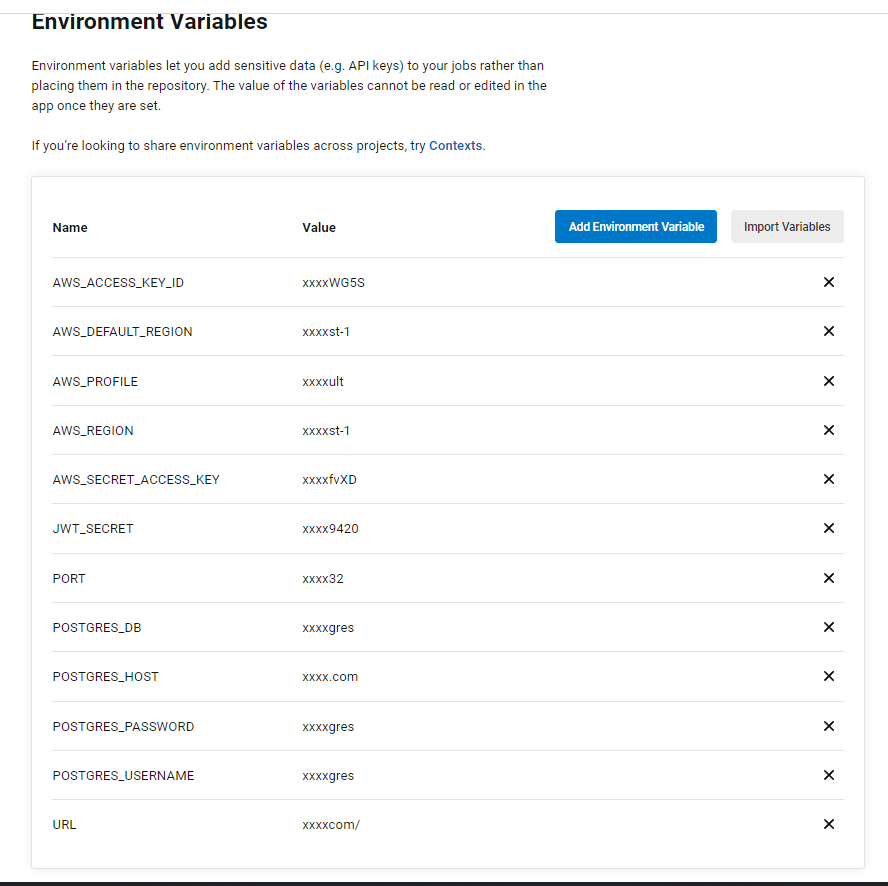 Environment Variables
Environment variables let you add sensitive data (e.g. API keys) to your jobs rather than
placing them in the repository. The value of the variables cannot be read or edited in the
app once they are set.
If you’re looking to share environment variables across projects, try Contexts.
Name Value Add Environment Variable Import Variables
AWS_ACCESS_KEY_ID xxxxWG5S
AWS_DEFAULT_REGION xxxxst-1
AWS_PROFILE xxxxult
AWS_REGION xxxxst-1
AWS_SECRET_ACCESS_KEY xxxxfvXD
JWT_SECRET xxxx9420
PORT xxxx32
POSTGRES_DB xxxxgres
POSTGRES_HOST xxxx.com
POSTGRES_PASSWORD xxxxgres
POSTGRES_USERNAME xxxxgres
URL xxxxcom/